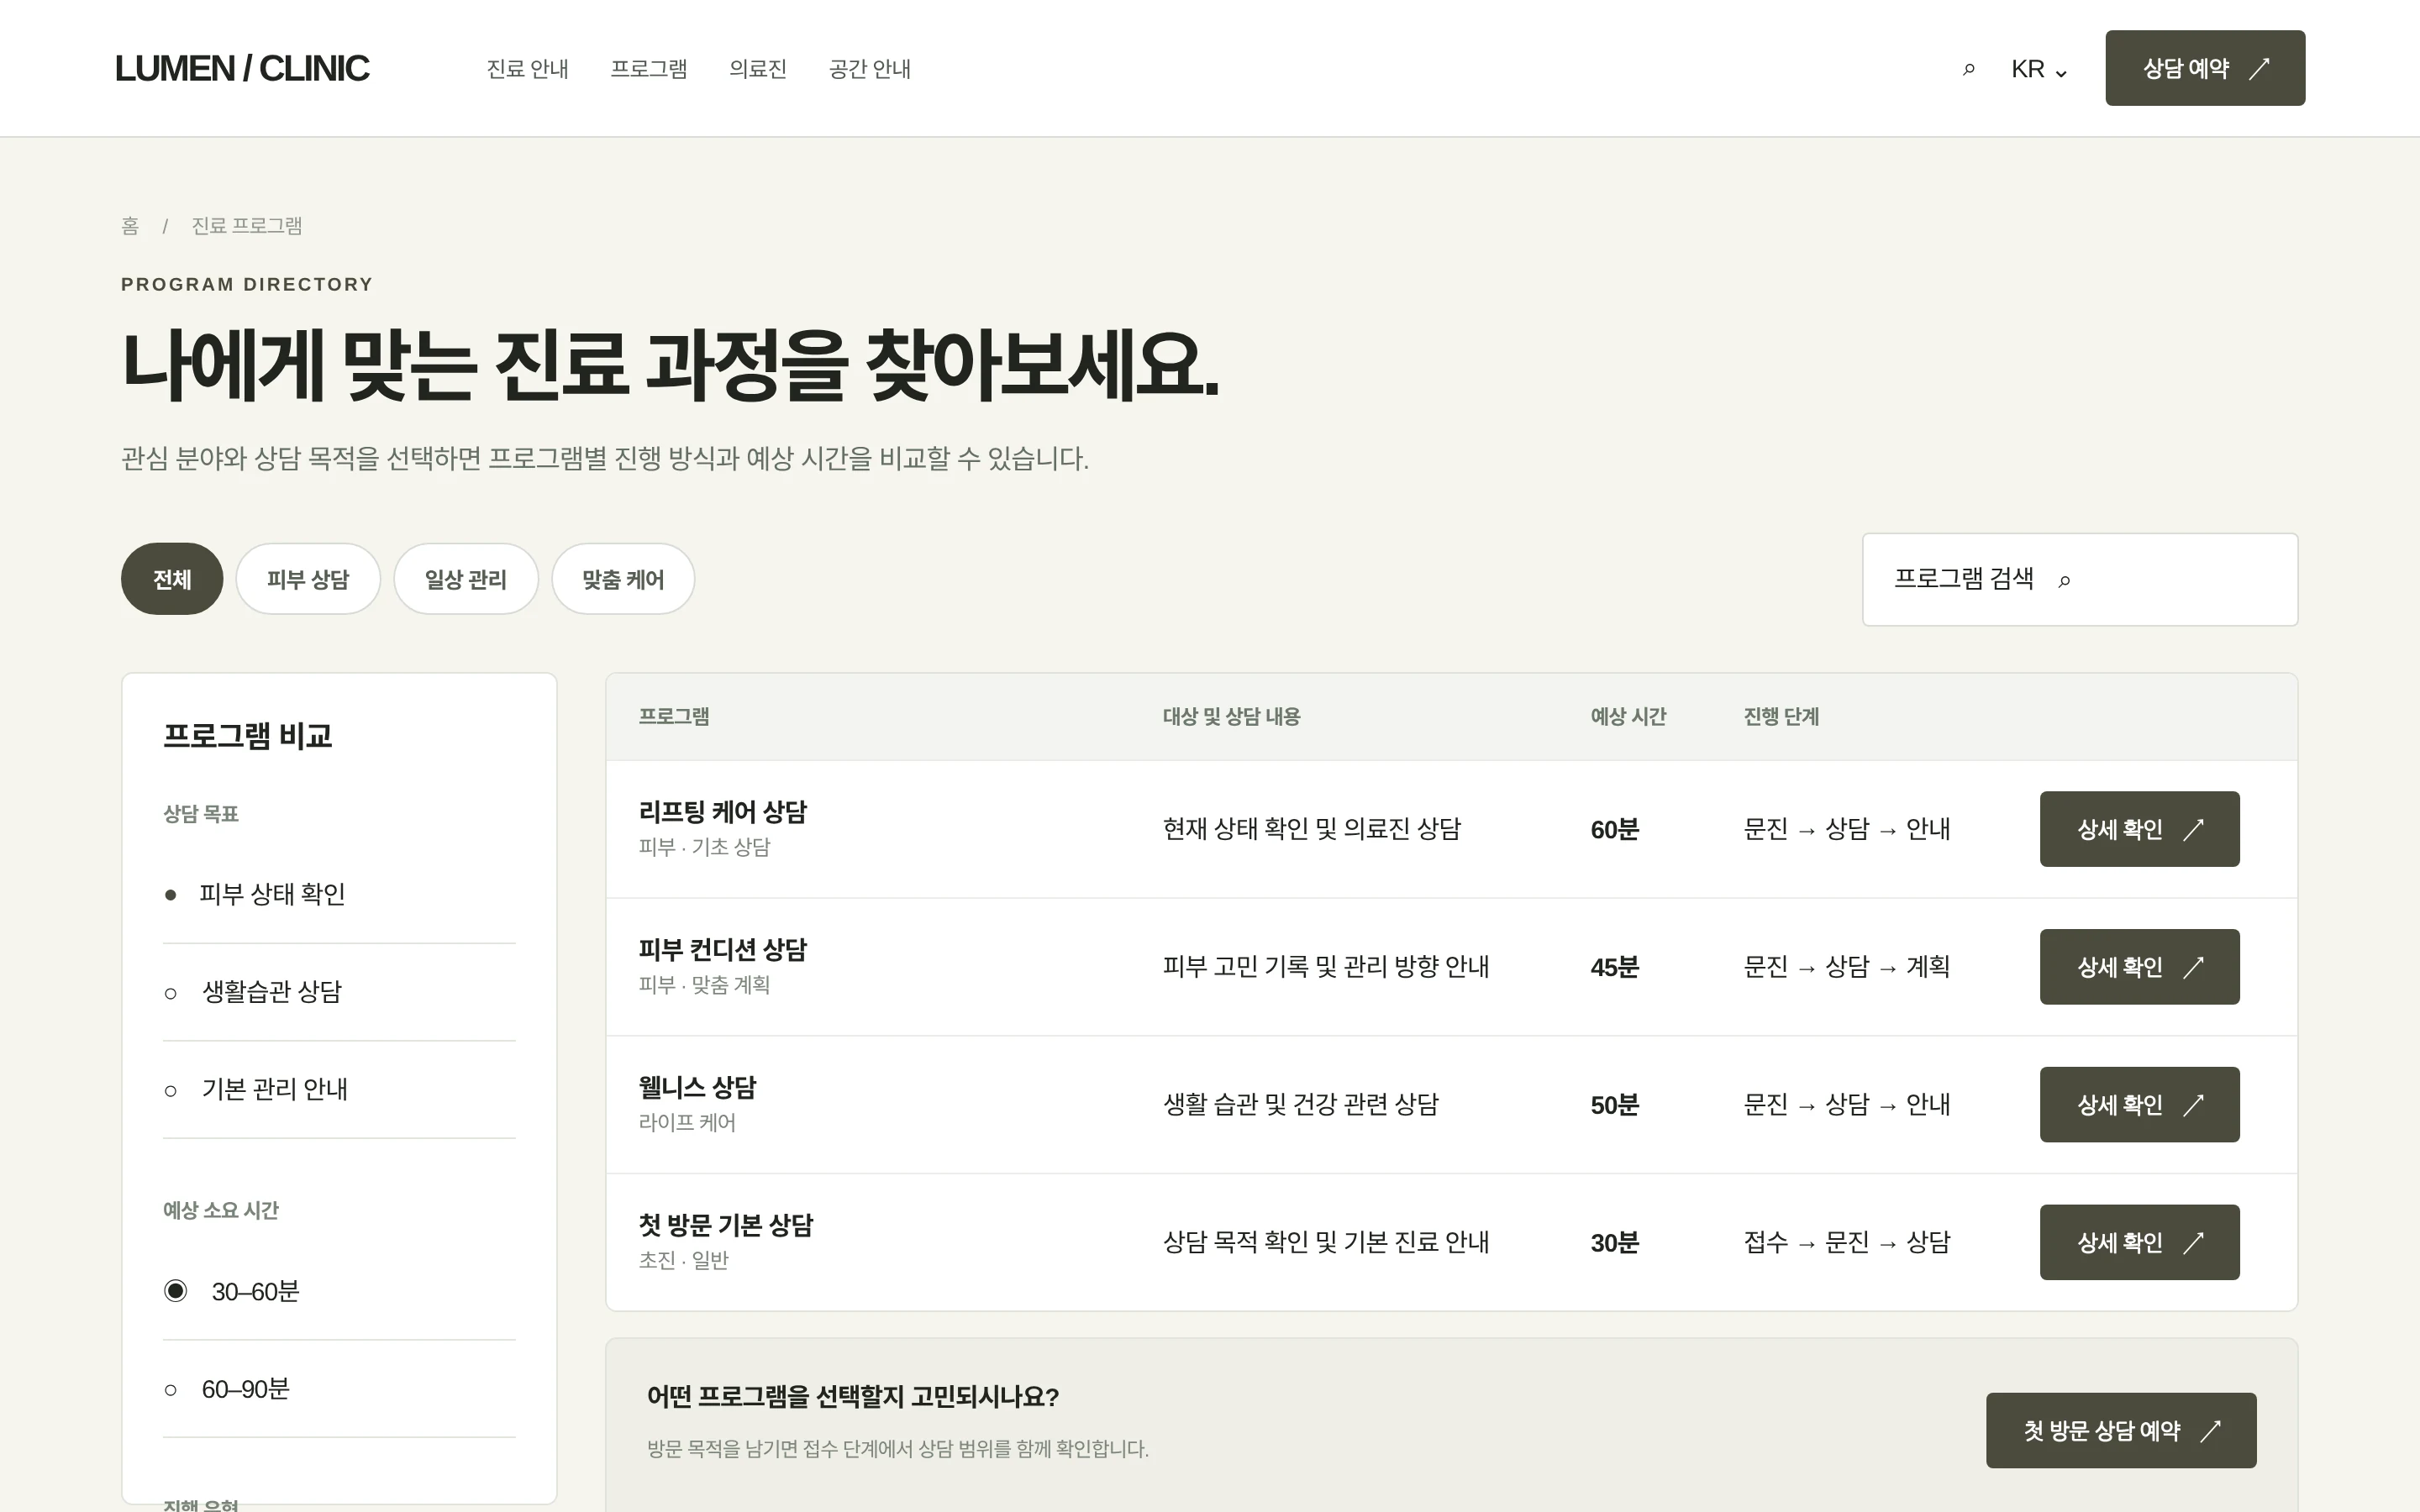 LUMEN / CLINIC
진료 안내 프로그램 의료진 공간 안내
KR
상담 예약
홈 / 진료 프로그램
PROGRAM DIRECTORY
나에게 맞는 진료 과정을 찾아보세요.
관심 분야와 상담 목적을 선택하면 프로그램별 진행 방식과 예상 시간을 비교할 수 있습니다.
전체 피부 상담 일상 관리 맞춤 케어
프로그램 검색
프로그램 비교
상담 목표
피부 상태 확인
생활습관 상담
기본 관리 안내
예상 소요 시간
30–60분
60–90분
진행 유형
프로그램 대상 및 상담 내용 예상 시간 진행 단계
리프팅 케어 상담
피부 · 기초 상담
현재 상태 확인 및 의료진 상담
60분
문진 → 상담 → 안내
상세 확인
피부 컨디션 상담
피부 · 맞춤 계획
피부 고민 기록 및 관리 방향 안내
45분
문진 → 상담 → 계획
상세 확인
웰니스 상담
라이프 케어
생활 습관 및 건강 관련 상담
50분
문진 → 상담 → 안내
상세 확인
첫 방문 기본 상담
초진 · 일반
상담 목적 확인 및 기본 진료 안내
30분
접수 → 문진 → 상담
상세 확인
어떤 프로그램을 선택할지 고민되시나요?
방문 목적을 남기면 접수 단계에서 상담 범위를 함께 확인합니다.
첫 방문 상담 예약